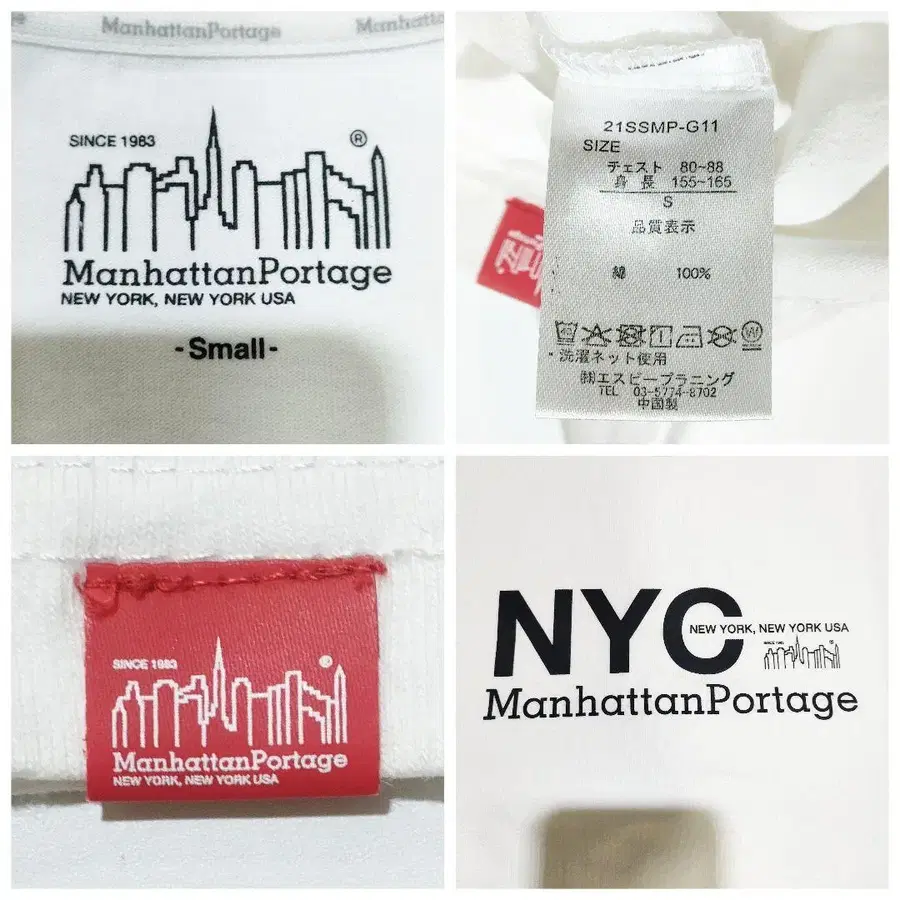 ManhattanPortage
SINCE 1983
®
ManhattanPortage
NEW YORK, NEW YORK USA
-Small-
21SSMP-G11
SIZE
チェスト 80~88
身長 155~165
S
品質表示
綿 100%
・洗濯ネット使用
㈱エスピープランニング
TEL 03-5774-8702
中国製
SINCE 1983
ManhattanPortage
NEW YORK, NEW YORK USA
NYC
NEW YORK, NEW YORK USA
ManhattanPortage